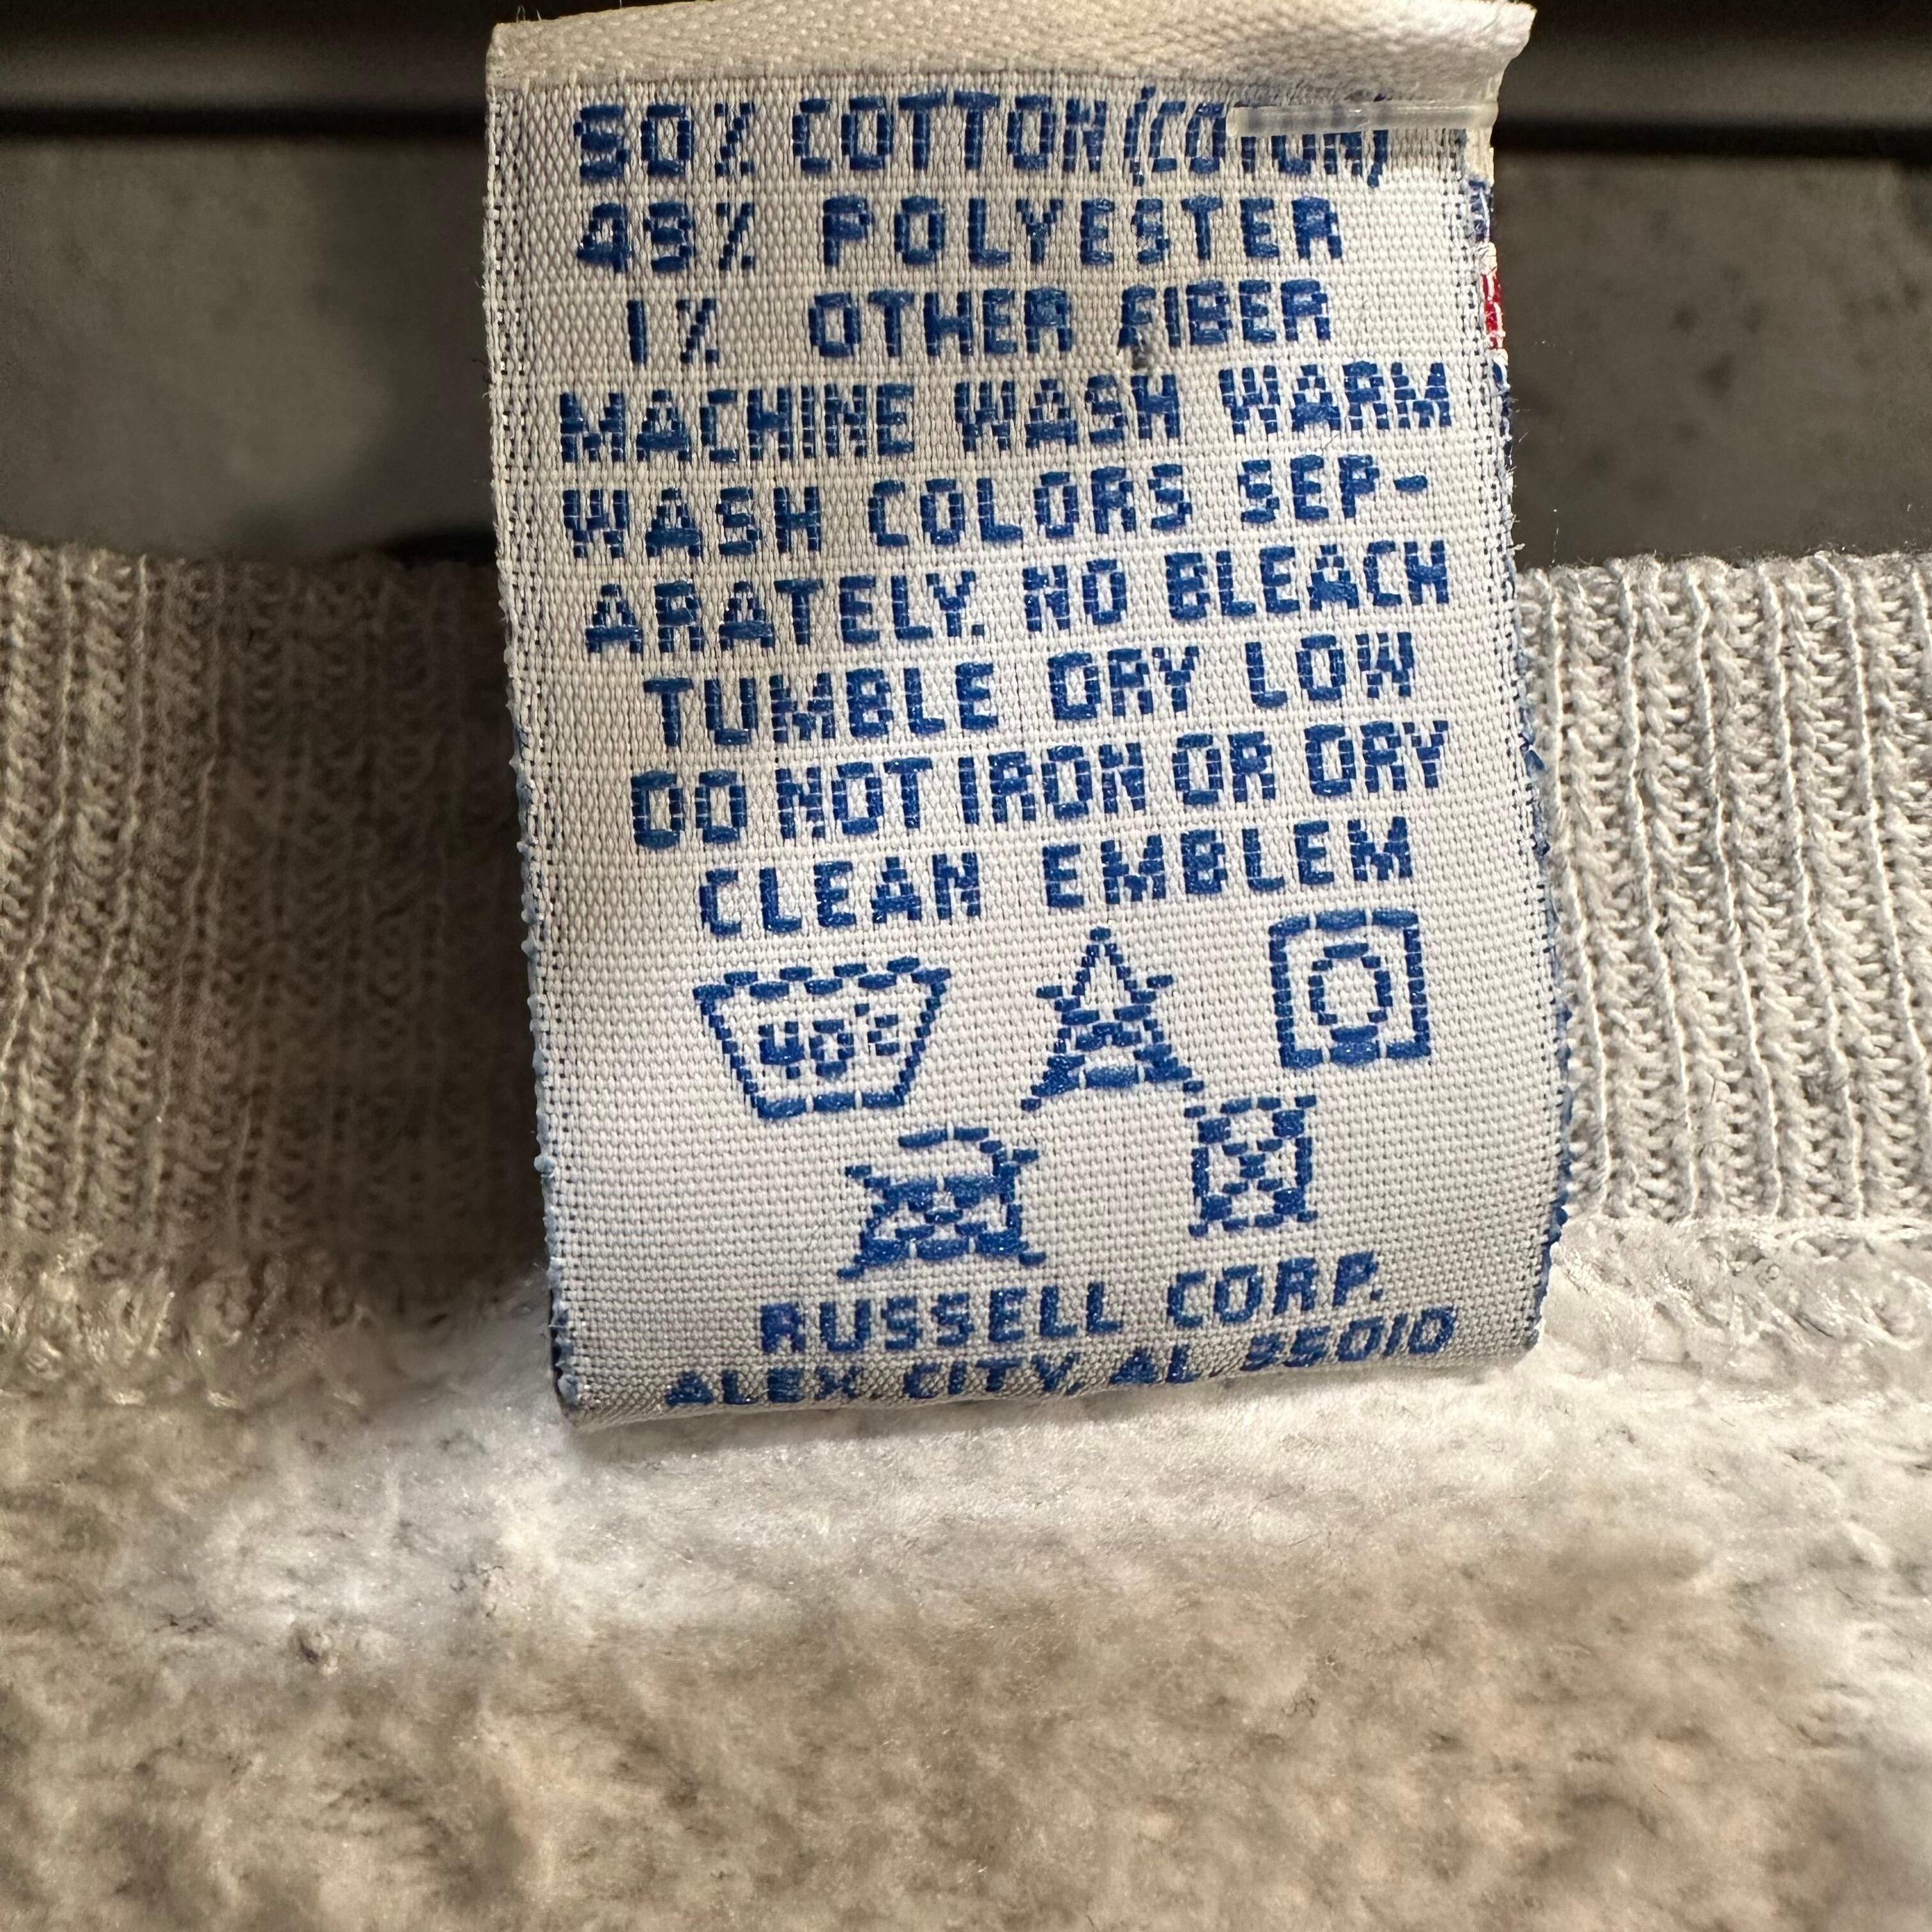 50% COTTON (COTON)
49% POLYESTER
1% OTHER FIBER
MACHINE WASH WARM
WASH COLORS SEP-
ARATELY. NO BLEACH
TUMBLE DRY LOW
DO NOT IRON OR DRY
CLEAN EMBLEM
40°C
RUSSELL CORP.
ALEX. CITY, AL. 35010